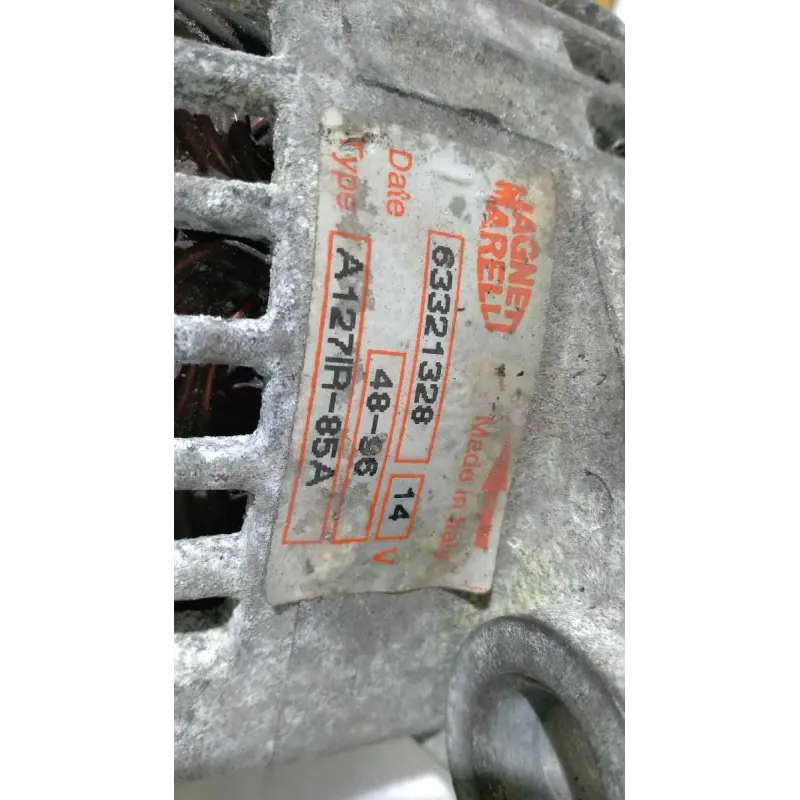 MAGNETI
MARELLI
Made in Italy
63321328
14 V
Date 48-96
Type A127IR-85A